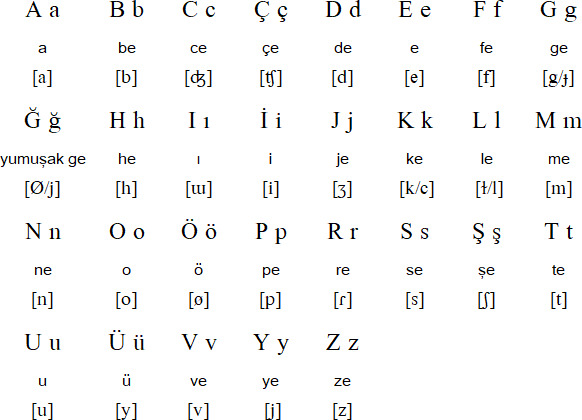 A a B b C c Ç ç D d E e F f G g
a be ce çe de e fe ge
[a] [b] [ʤ] [ʧ] [d] [e] [f] [g/ɟ]
Ğ ğ H h I ı İ i J j K k L l M m
yumuşak ge he ı i je ke le me
[Ø/j] [h] [ɯ] [i] [ʒ] [k/c] [ɫ/l] [m]
N n O o Ö ö P p R r S s Ş ş T t
ne o ö pe re se şe te
[n] [o] [ø] [p] [ɾ] [s] [ʃ] [t]
U u Ü ü V v Y y Z z
u ü ve ye ze
[u] [y] [v] [j] [z]